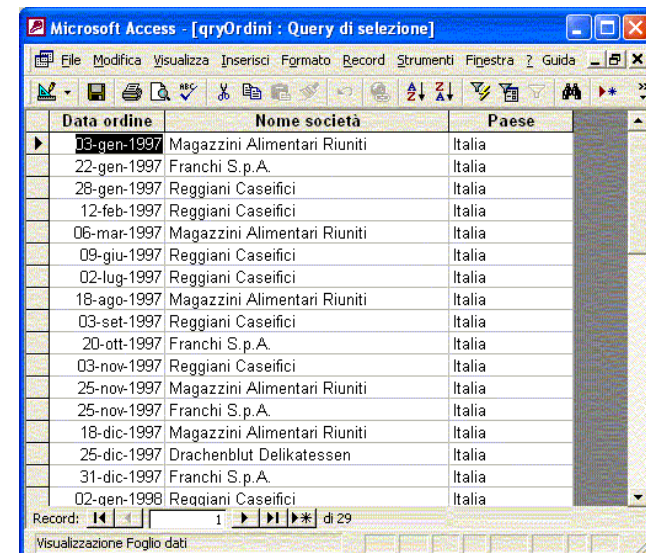 Microsoft Access - [qryOrdini : Query di selezione]
File Modifica Visualizza Inserisci Formato Record Strumenti Finestra ? Guida
Data ordine Nome società Paese
03-gen-1997 Magazzini Alimentari Riuniti Italia
22-gen-1997 Franchi S.p.A. Italia
28-gen-1997 Reggiani Caseifici Italia
12-feb-1997 Reggiani Caseifici Italia
06-mar-1997 Magazzini Alimentari Riuniti Italia
09-giu-1997 Reggiani Caseifici Italia
02-lug-1997 Reggiani Caseifici Italia
18-ago-1997 Magazzini Alimentari Riuniti Italia
03-set-1997 Reggiani Caseifici Italia
20-ott-1997 Franchi S.p.A. Italia
03-nov-1997 Reggiani Caseifici Italia
25-nov-1997 Magazzini Alimentari Riuniti Italia
25-nov-1997 Franchi S.p.A. Italia
18-dic-1997 Magazzini Alimentari Riuniti Italia
25-dic-1997 Drachenblut Delikatessen Italia
31-dic-1997 Franchi S.p.A. Italia
02-gen-1998 Reggiani Caseifici Italia
Record: 1 di 29
Visualizzazione Foglio dati